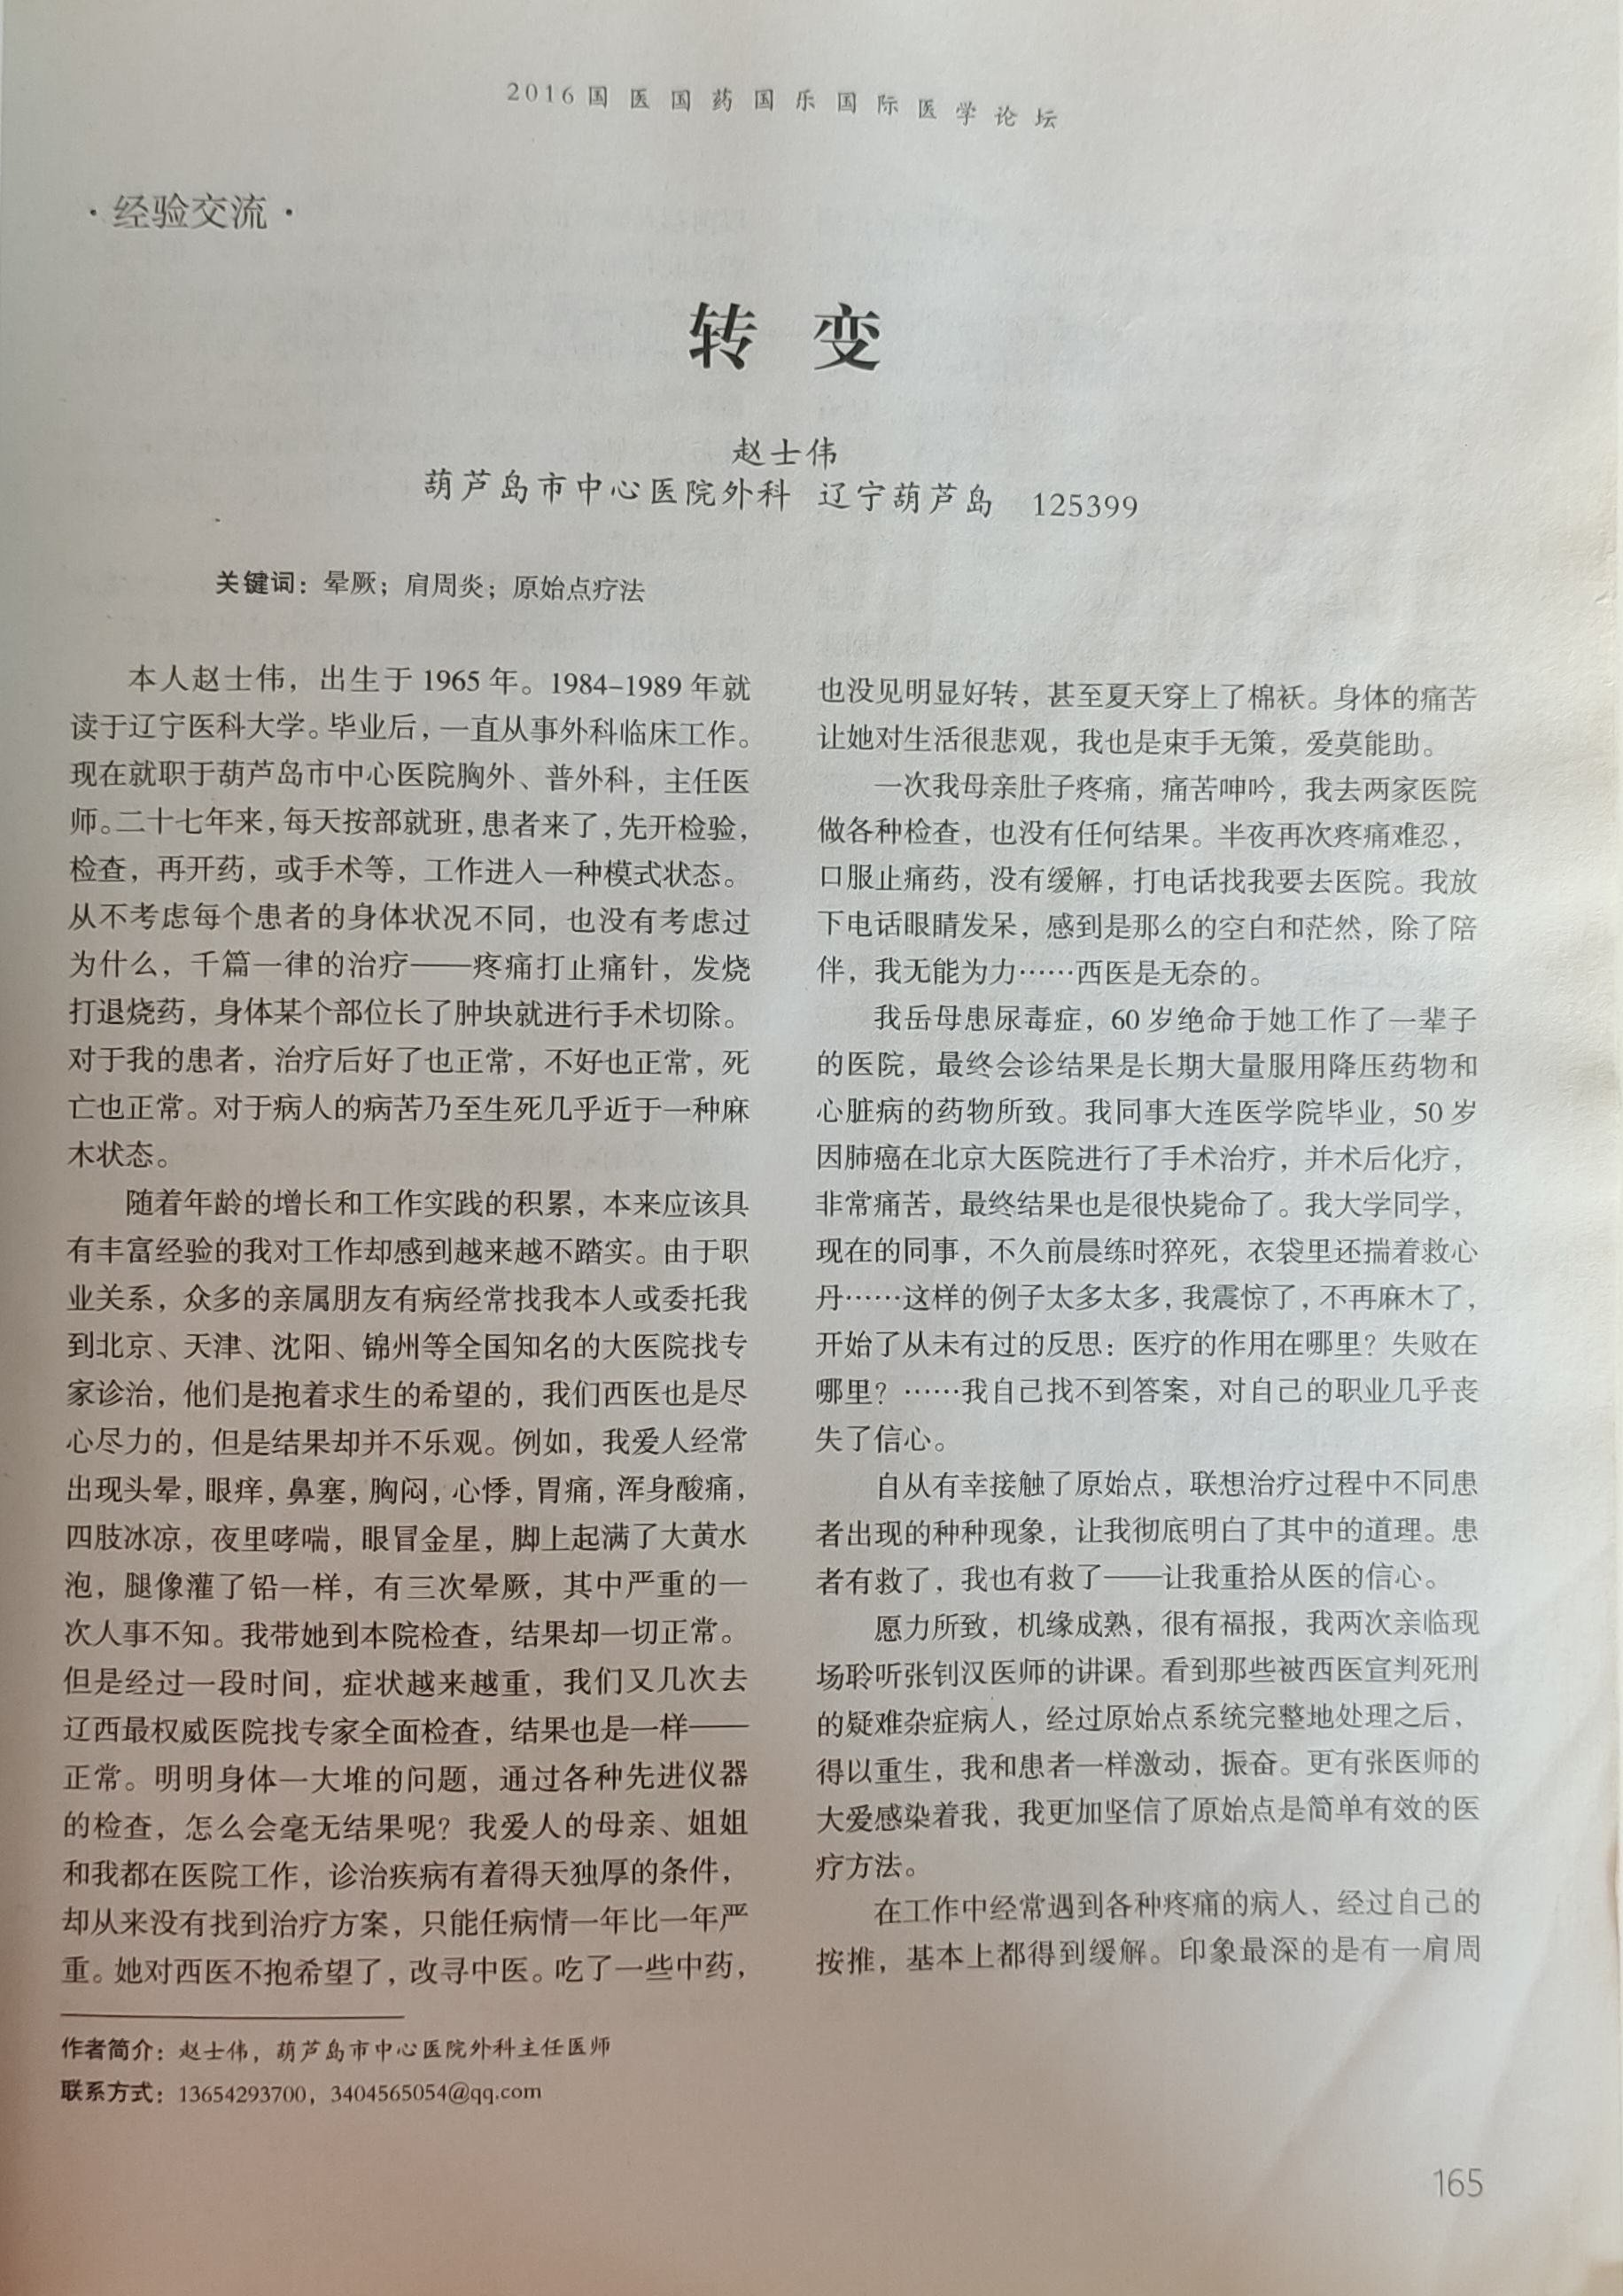 2016国医国药国乐国际医学论坛
·经验交流·
转 变
赵士伟
葫芦岛市中心医院外科 辽宁葫芦岛 125399
关键词：晕厥；肩周炎；原始点疗法
本人赵士伟，出生于1965年。1984–1989年就
读于辽宁医科大学。毕业后，一直从事外科临床工作。
现在就职于葫芦岛市中心医院胸外、普外科，主任医
师。二十七年来，每天按部就班，患者来了，先开检验，
检查，再开药，或手术等，工作进入一种模式状态。
从不考虑每个患者的身体状况不同，也没有考虑过
为什么，千篇一律的治疗——疼痛打止痛针，发烧
打退烧药，身体某个部位长了肿块就进行手术切除。
对于我的患者，治疗后好了也正常，不好也正常，死
亡也正常。对于病人的病苦乃至生死几乎近于一种麻
木状态。
随着年龄的增长和工作实践的积累，本来应该具
有丰富经验的我对工作却感到越来越不踏实。由于职
业关系，众多的亲属朋友有病经常找我本人或委托我
到北京、天津、沈阳、锦州等全国知名的大医院找专
家诊治，他们是抱着求生的希望的，我们西医也是尽
心尽力的，但是结果却并不乐观。例如，我爱人经常
出现头晕，眼痒，鼻塞，胸闷，心悸，胃痛，浑身酸痛，
四肢冰凉，夜里哮喘，眼冒金星，脚上起满了大黄水
泡，腿像灌了铅一样，有三次晕厥，其中严重的一
次人事不知。我带她到本院检查，结果却一切正常。
但是经过一段时间，症状越来越重，我们又几次去
辽西最权威医院找专家全面检查，结果也是一样——
正常。明明身体一大堆的问题，通过各种先进仪器
的检查，怎么会毫无结果呢？我爱人的母亲、姐姐
和我都在医院工作，诊治疾病有着得天独厚的条件，
却从来没有找到治疗方案，只能任病情一年比一年严
重。她对西医不抱希望了，改寻中医。吃了一些中药，
也没见明显好转，甚至夏天穿上了棉袄。身体的痛苦
让她对生活很悲观，我也是束手无策，爱莫能助。
一次我母亲肚子疼痛，痛苦呻吟，我去两家医院
做各种检查，也没有任何结果。半夜再次疼痛难忍，
口服止痛药，没有缓解，打电话找我要去医院。我放
下电话眼睛发呆，感到是那么的空白和茫然，除了陪
伴，我无能为力……西医是无奈的。
我岳母患尿毒症，60岁绝命于她工作了一辈子
的医院，最终会诊结果是长期大量服用降压药物和
心脏病的药物所致。我同事大连医学院毕业，50岁
因肺癌在北京大医院进行了手术治疗，并术后化疗，
非常痛苦，最终结果也是很快毙命了。我大学同学，
现在的同事，不久前晨练时猝死，衣袋里还揣着救心
丹……这样的例子太多太多，我震惊了，不再麻木了，
开始了从未有过的反思：医疗的作用在哪里？失败在
哪里？……我自己找不到答案，对自己的职业几乎丧
失了信心。
自从有幸接触了原始点，联想治疗过程中不同患
者出现的种种现象，让我彻底明白了其中的道理。患
者有救了，我也有救了——让我重拾从医的信心。
愿力所致，机缘成熟，很有福报，我两次亲临现
场聆听张钊汉医师的讲课。看到那些被西医宣判死刑
的疑难杂症病人，经过原始点系统完整地处理之后，
得以重生，我和患者一样激动，振奋。更有张医师的
大爱感染着我，我更加坚信了原始点是简单有效的医
疗方法。
在工作中经常遇到各种疼痛的病人，经过自己的
按推，基本上都得到缓解。印象最深的是有一肩周
作者简介：赵士伟，葫芦岛市中心医院外科主任医师
联系方式：13654293700，3404565054@qq.com
165